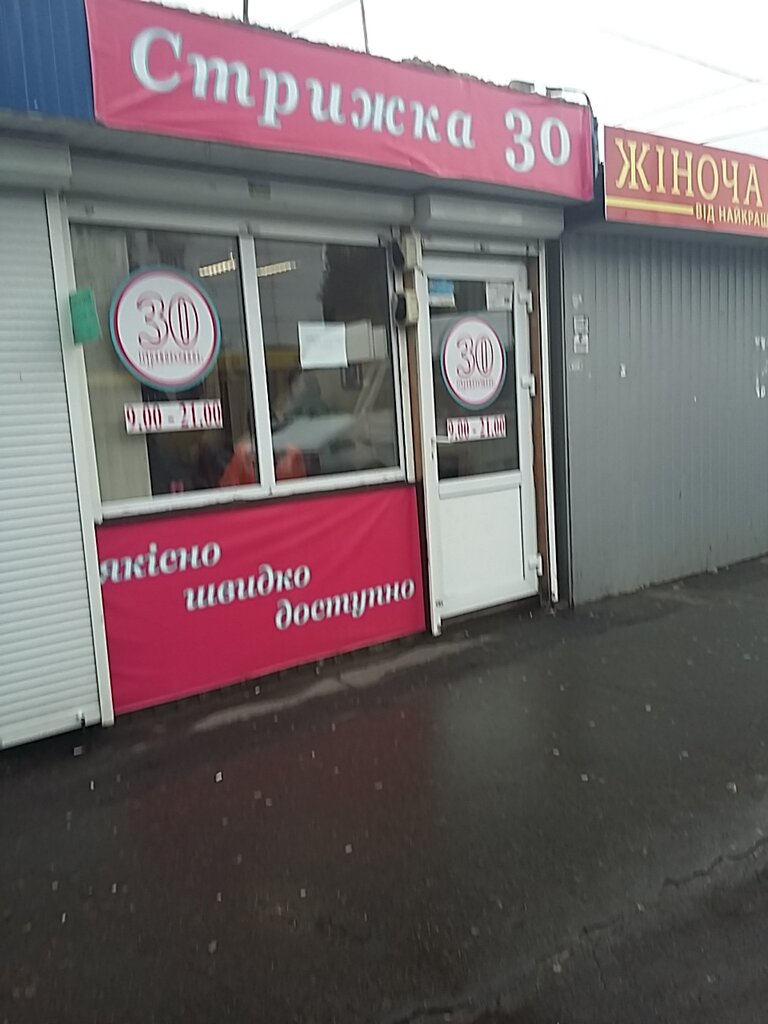 Стрижка 30
ЖІНОЧА
ВІД НАЙКРАЩ
30
30
9.00 - 21.00
9.00 - 21.00
якісно
швидко
доступно